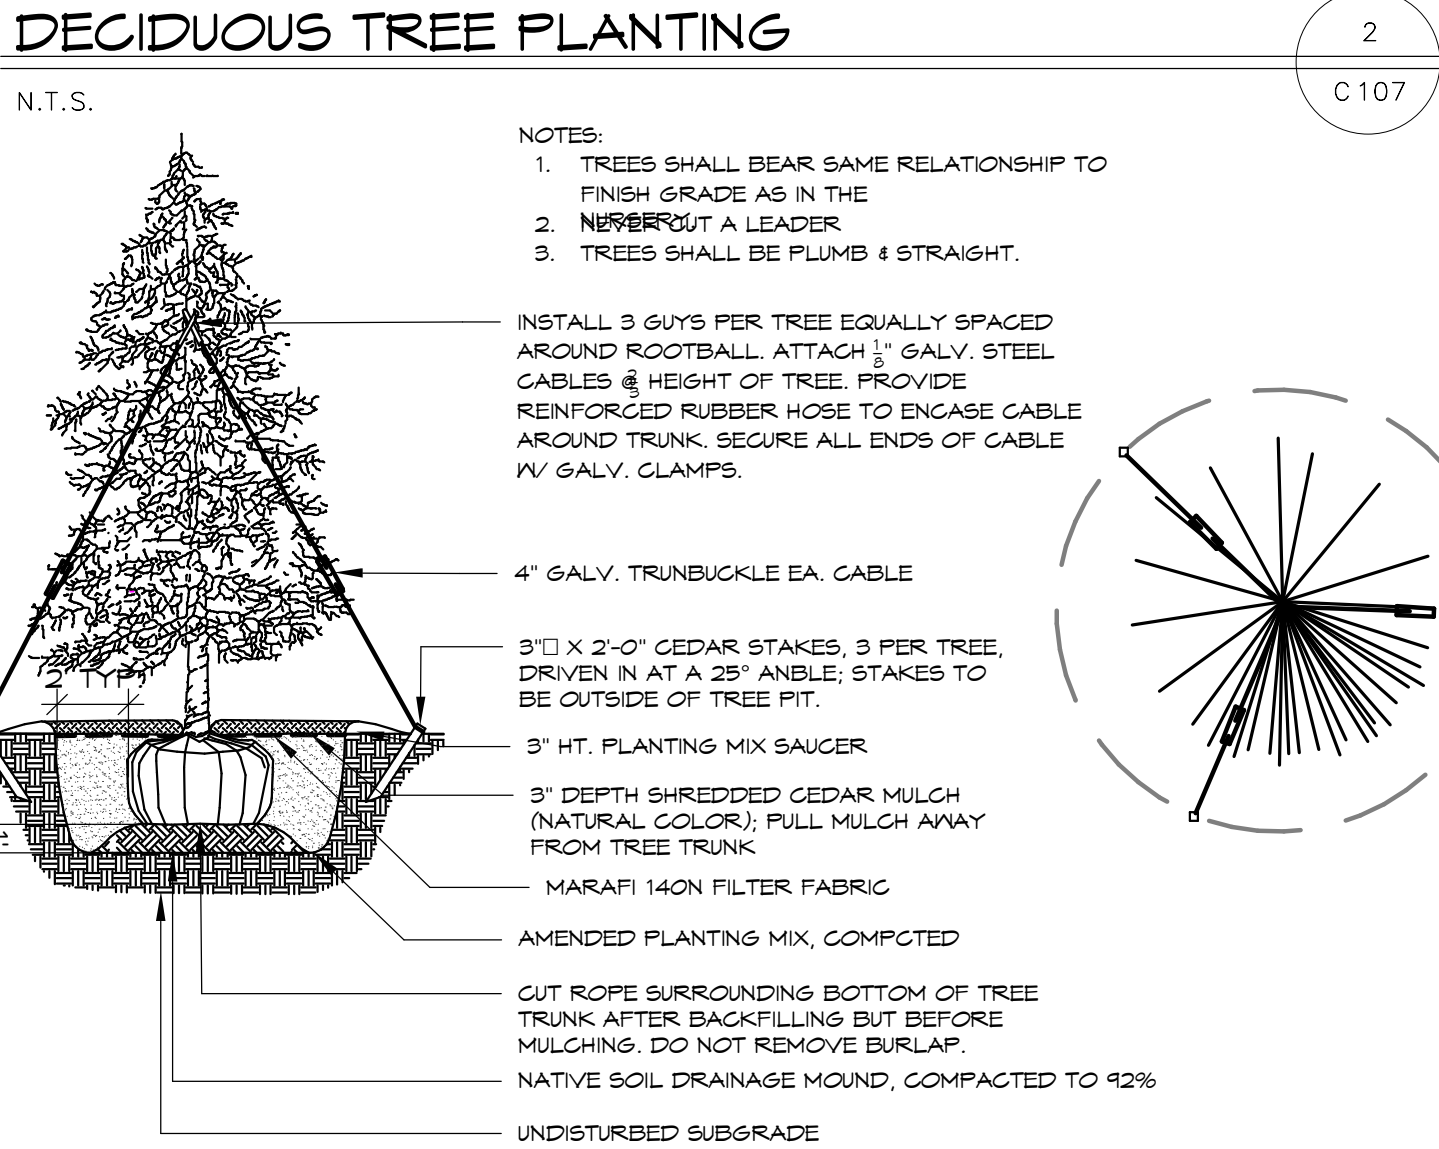 DECIDUOUS TREE PLANTING
2
C107
N.T.S.
NOTES:
1. TREES SHALL BEAR SAME RELATIONSHIP TO
FINISH GRADE AS IN THE
NURSERY.
2. NEVER CUT A LEADER
3. TREES SHALL BE PLUMB & STRAIGHT.
INSTALL 3 GUYS PER TREE EQUALLY SPACED
AROUND ROOTBALL. ATTACH 1/8" GALV. STEEL
CABLES @ 2/3 HEIGHT OF TREE. PROVIDE
REINFORCED RUBBER HOSE TO ENCASE CABLE
AROUND TRUNK. SECURE ALL ENDS OF CABLE
W/ GALV. CLAMPS.
4" GALV. TRUNBUCKLE EA. CABLE
3"□ X 2'-0" CEDAR STAKES, 3 PER TREE,
DRIVEN IN AT A 25° ANBLE; STAKES TO
BE OUTSIDE OF TREE PIT.
2' TYP.
3" HT. PLANTING MIX SAUCER
3" DEPTH SHREDDED CEDAR MULCH
(NATURAL COLOR); PULL MULCH AWAY
FROM TREE TRUNK
MARAFI 140N FILTER FABRIC
AMENDED PLANTING MIX, COMPCTED
CUT ROPE SURROUNDING BOTTOM OF TREE
TRUNK AFTER BACKFILLING BUT BEFORE
MULCHING. DO NOT REMOVE BURLAP.
NATIVE SOIL DRAINAGE MOUND, COMPACTED TO 92%
UNDISTURBED SUBGRADE